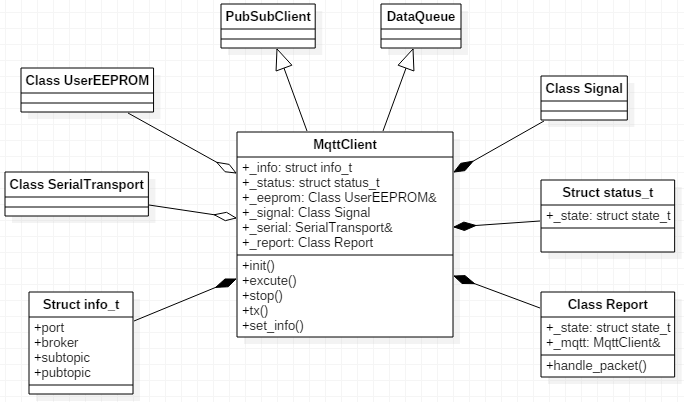 PubSubClient
DataQueue
Class UserEEPROM
Class Signal
MqttClient
+_info: struct info_t
+_status: struct status_t
+_eeprom: Class UserEEPROM&
+_signal: Class Signal
+_serial: SerialTransport&
+_report: Class Report
+init()
+excute()
+stop()
+tx()
+set_info()
Class SerialTransport
Struct status_t
+_state: struct state_t
Struct info_t
+port
+broker
+subtopic
+pubtopic
Class Report
+_state: struct state_t
+_mqtt: MqttClient&
+handle_packet()